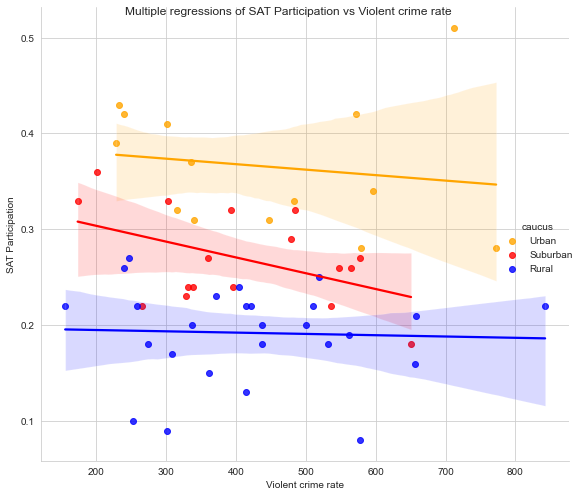 Multiple regressions of SAT Participation vs Violent crime rate
0.5
0.4
0.3
0.2
0.1
SAT Participation
caucus
Urban
Suburban
Rural
200 300 400 500 600 700 800
Violent crime rate